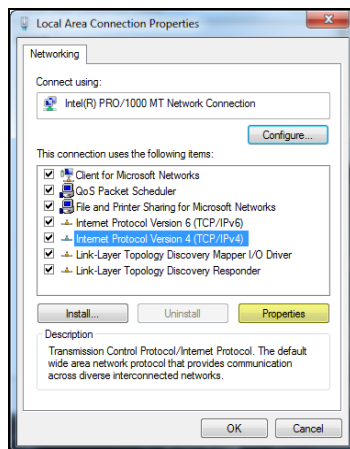 Local Area Connection Properties
Networking
Connect using:
Intel(R) PRO/1000 MT Network Connection
Configure...
This connection uses the following items:
Client for Microsoft Networks
QoS Packet Scheduler
File and Printer Sharing for Microsoft Networks
Internet Protocol Version 6 (TCP/IPv6)
Internet Protocol Version 4 (TCP/IPv4)
Link-Layer Topology Discovery Mapper I/O Driver
Link-Layer Topology Discovery Responder
Install...
Uninstall
Properties
Description
Transmission Control Protocol/Internet Protocol. The default
wide area network protocol that provides communication
across diverse interconnected networks.
OK
Cancel